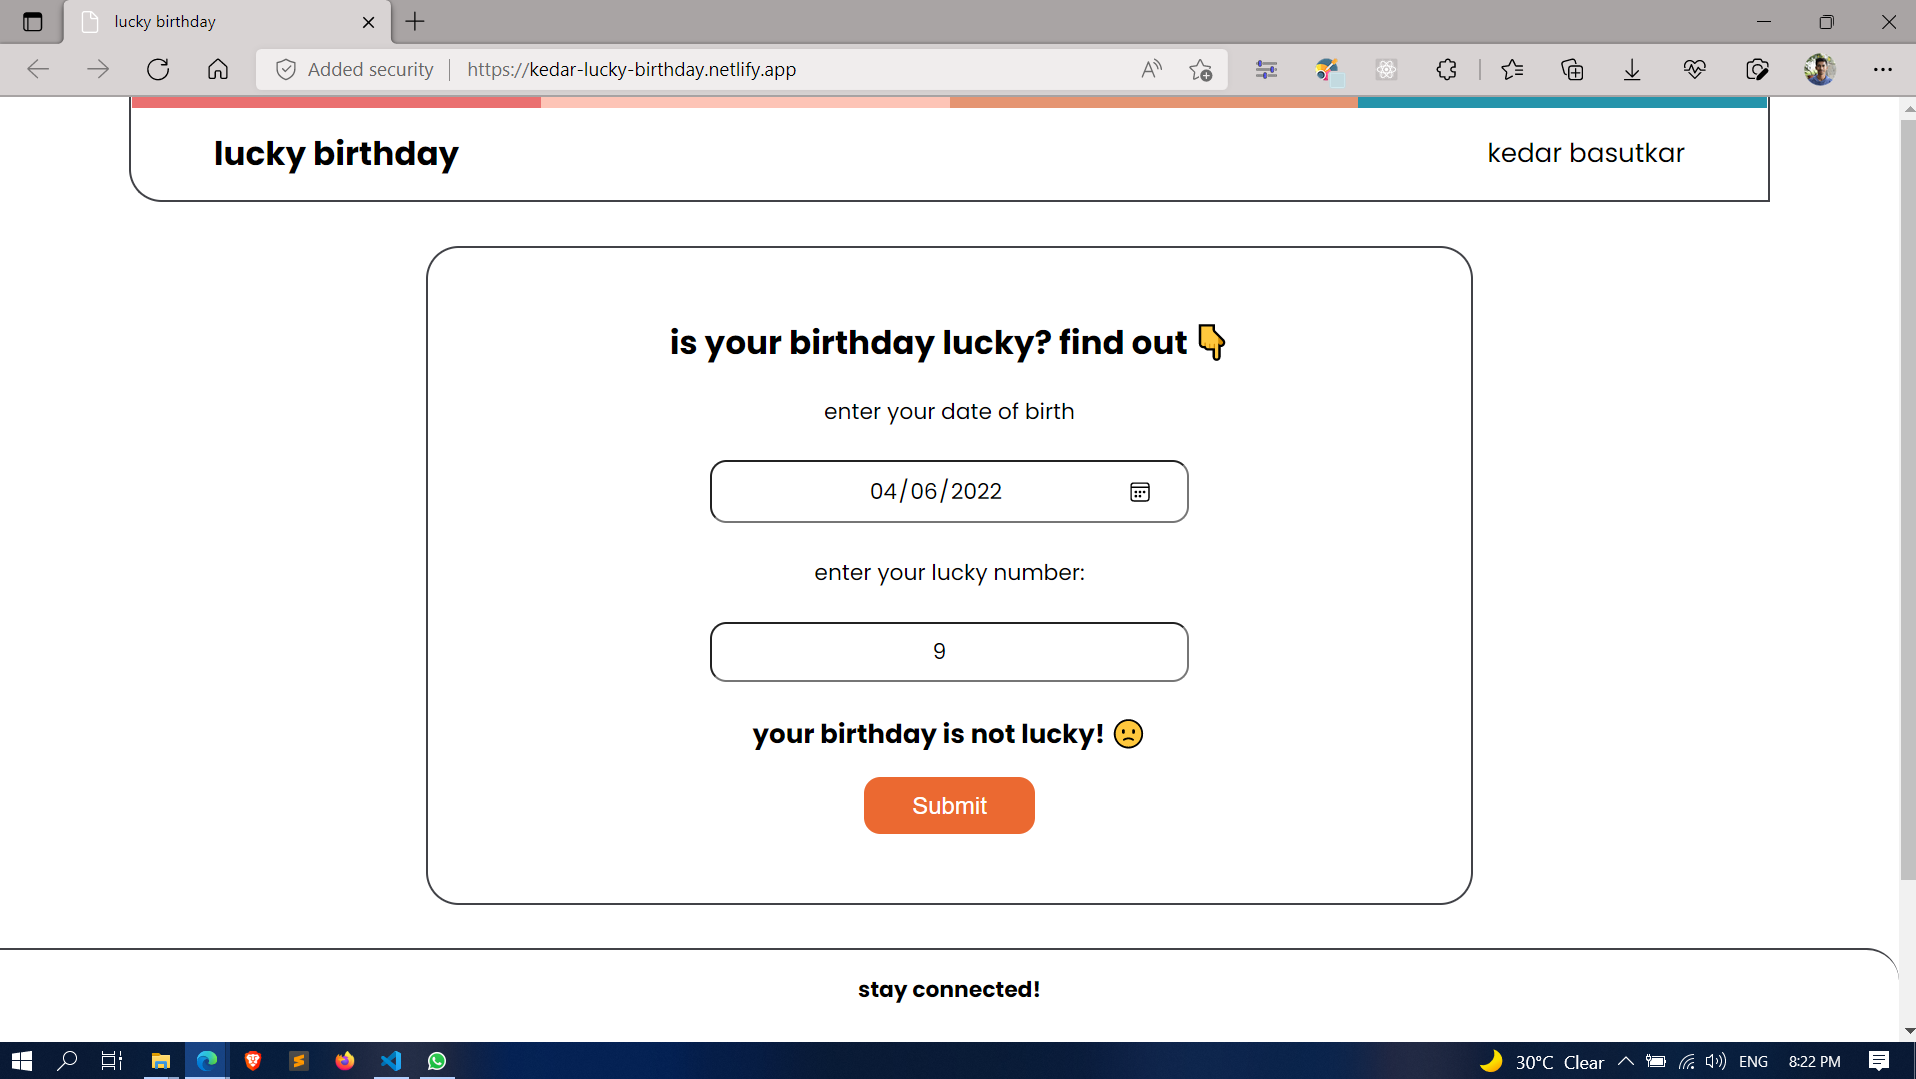 lucky birthday
Added security
https://kedar-lucky-birthday.netlify.app
lucky birthday
kedar basutkar
is your birthday lucky? find out 👇
enter your date of birth
04/06/2022
enter your lucky number:
9
your birthday is not lucky! 🙁
Submit
stay connected!
30°C Clear
ENG
8:22 PM